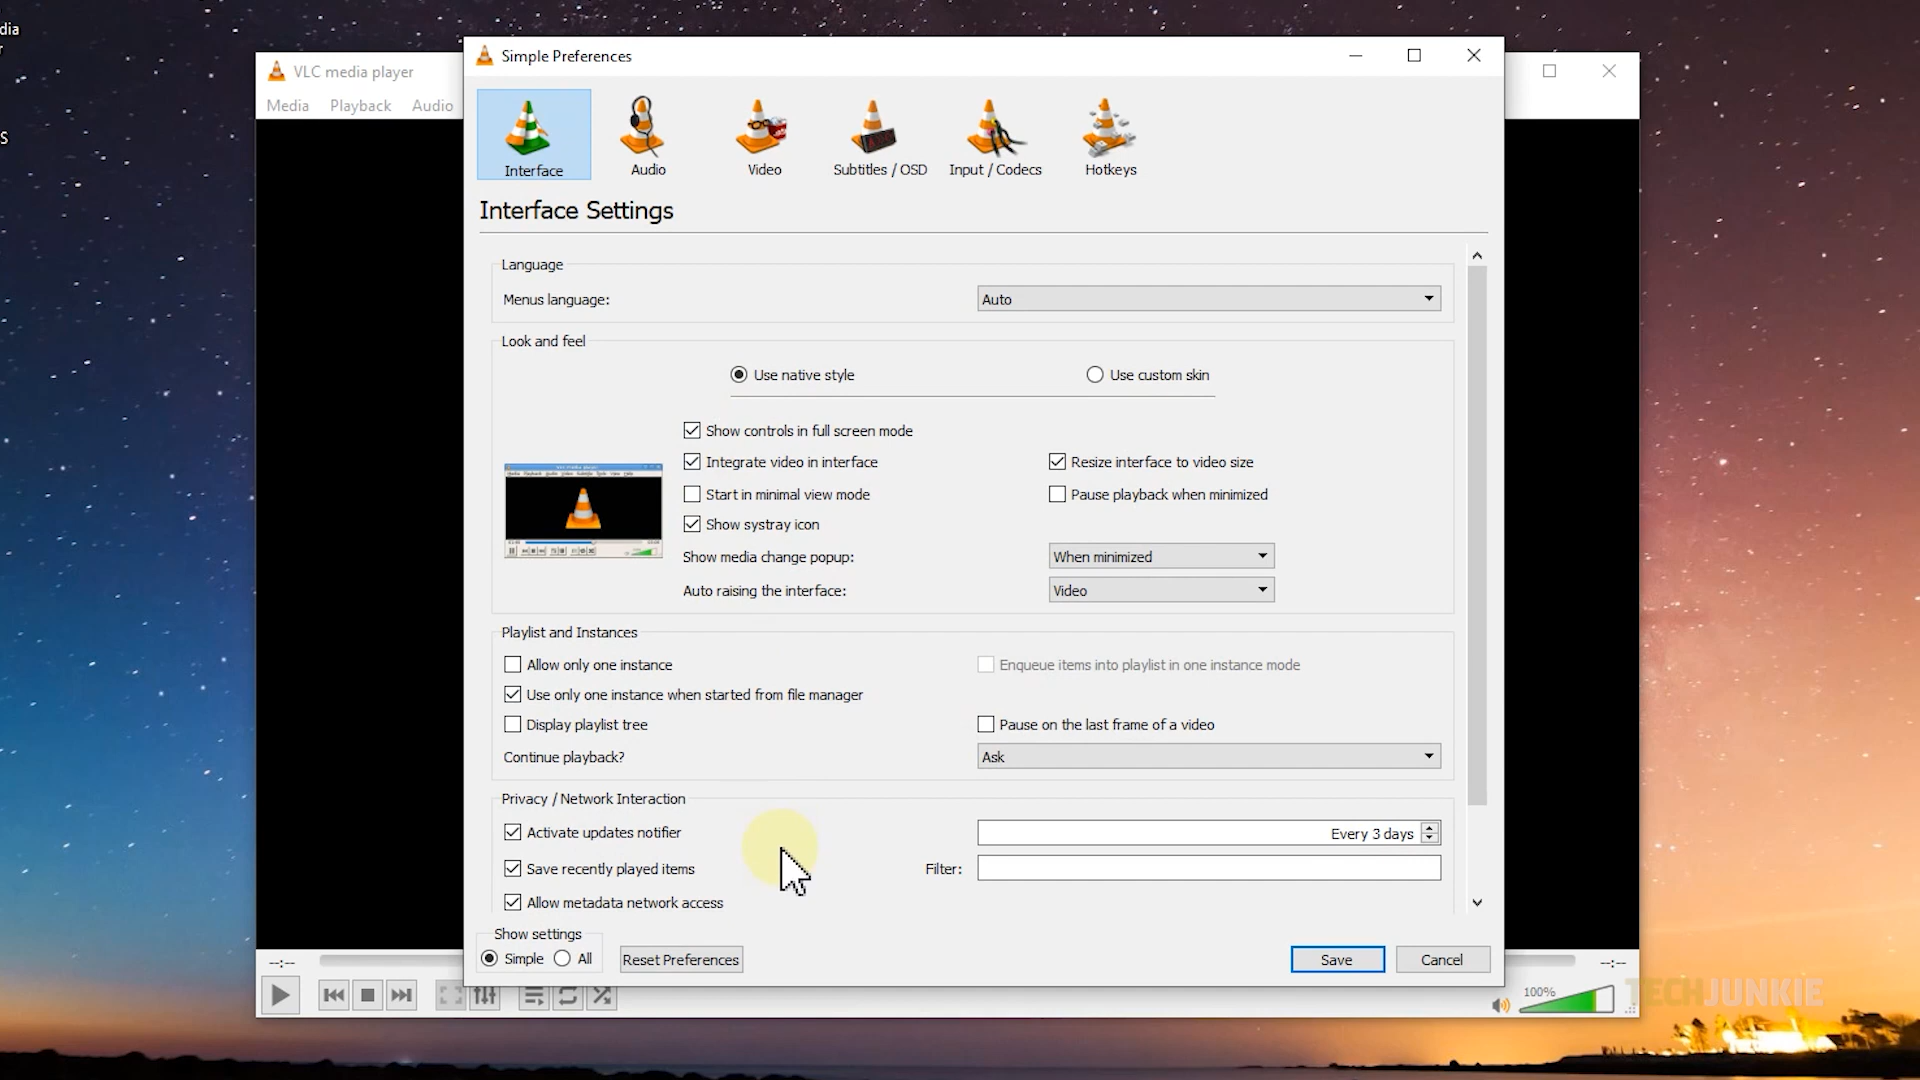 dia
r
S
VLC media player
Media Playback Audio
Simple Preferences
Interface
Audio
Video
Subtitles / OSD
Input / Codecs
Hotkeys
Interface Settings
Language
Menus language:
Auto
Look and feel
Use native style
Use custom skin
Show controls in full screen mode
Integrate video in interface
Resize interface to video size
Start in minimal view mode
Pause playback when minimized
Show systray icon
Show media change popup:
When minimized
Auto raising the interface:
Video
Playlist and Instances
Allow only one instance
Enqueue items into playlist in one instance mode
Use only one instance when started from file manager
Display playlist tree
Pause on the last frame of a video
Continue playback?
Ask
Privacy / Network Interaction
Activate updates notifier
Every 3 days
Save recently played items
Filter:
Allow metadata network access
Show settings
Simple
All
Reset Preferences
Save
Cancel
--:--
--:--
100%
TECHJUNKIE